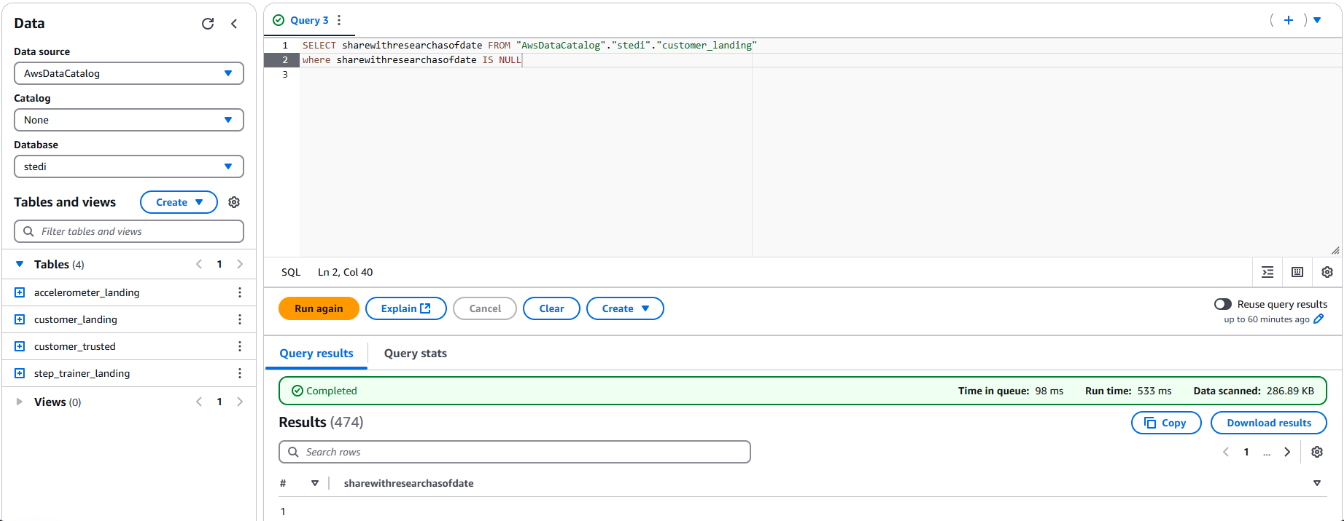 Data
Data source
AwsDataCatalog
Catalog
None
Database
stedi
Tables and views
Create
Filter tables and views
Tables (4)
1
accelerometer_landing
customer_landing
customer_trusted
step_trainer_landing
Views (0)
1
Query 3
1 SELECT sharewithresearchasofdate FROM "AwsDataCatalog"."stedi"."customer_landing"
2 where sharewithresearchasofdate IS NULL
3
SQL Ln 2, Col 40
Run again
Explain
Cancel
Clear
Create
Reuse query results
up to 60 minutes ago
Query results
Query stats
Completed
Time in queue: 98 ms
Run time: 533 ms
Data scanned: 286.89 KB
Results (474)
Copy
Download results
Search rows
1 ...
# sharewithresearchasofdate
1